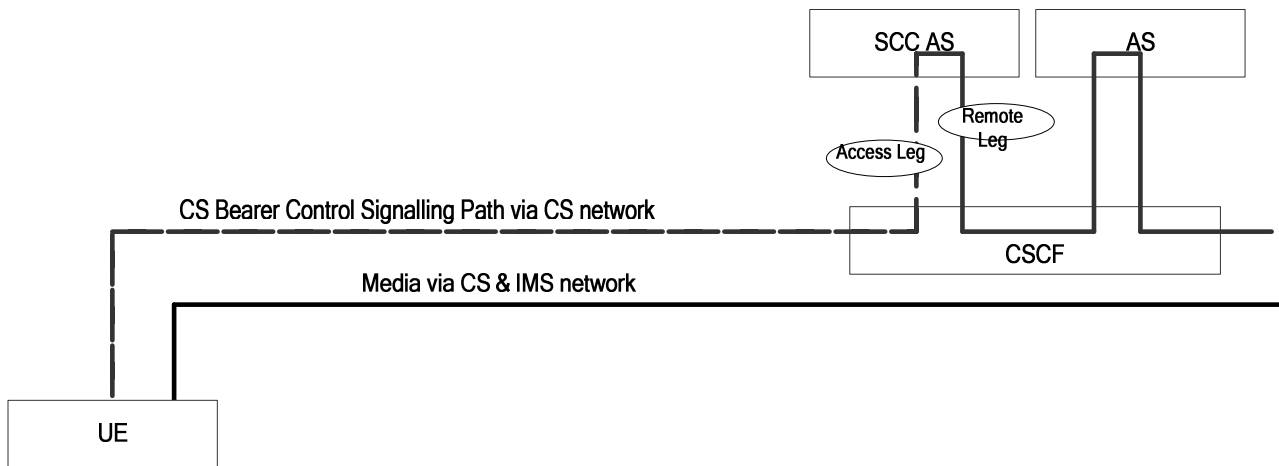 SCC AS
AS
Remote
Leg
Access Leg
CS Bearer Control Signalling Path via CS network
CSCF
Media via CS & IMS network
UE